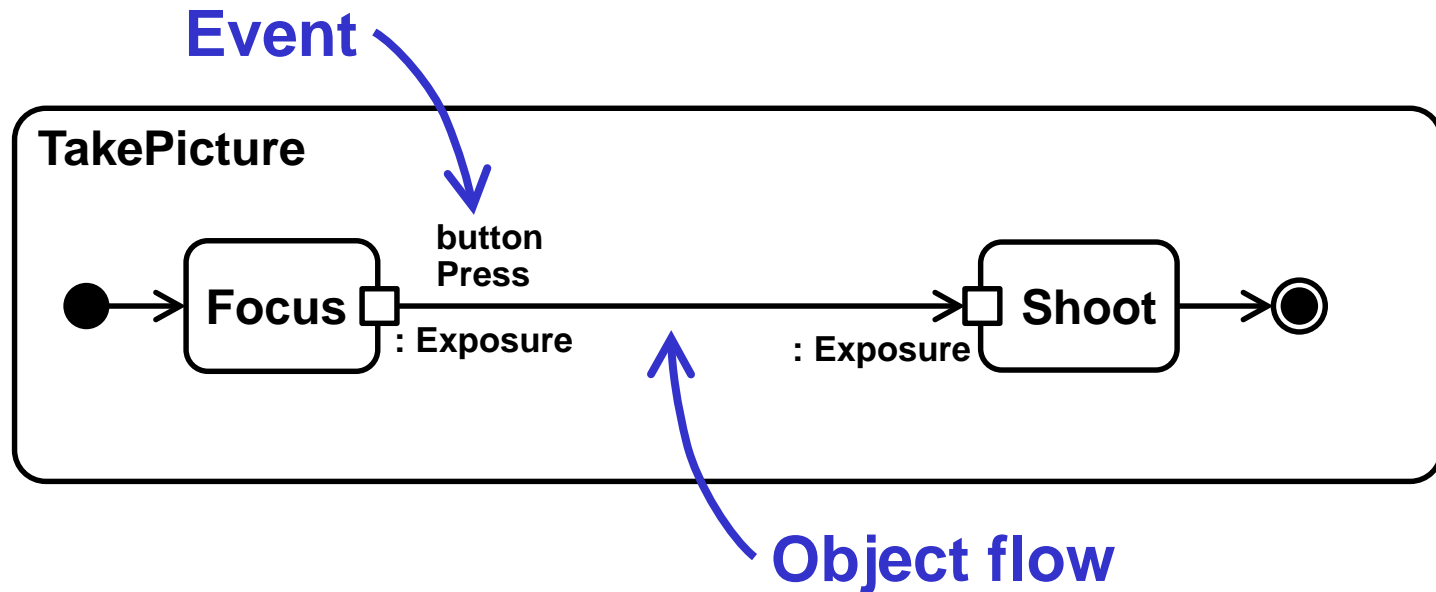 Event
TakePicture
button
Press
Focus
Shoot
: Exposure
: Exposure
Object flow